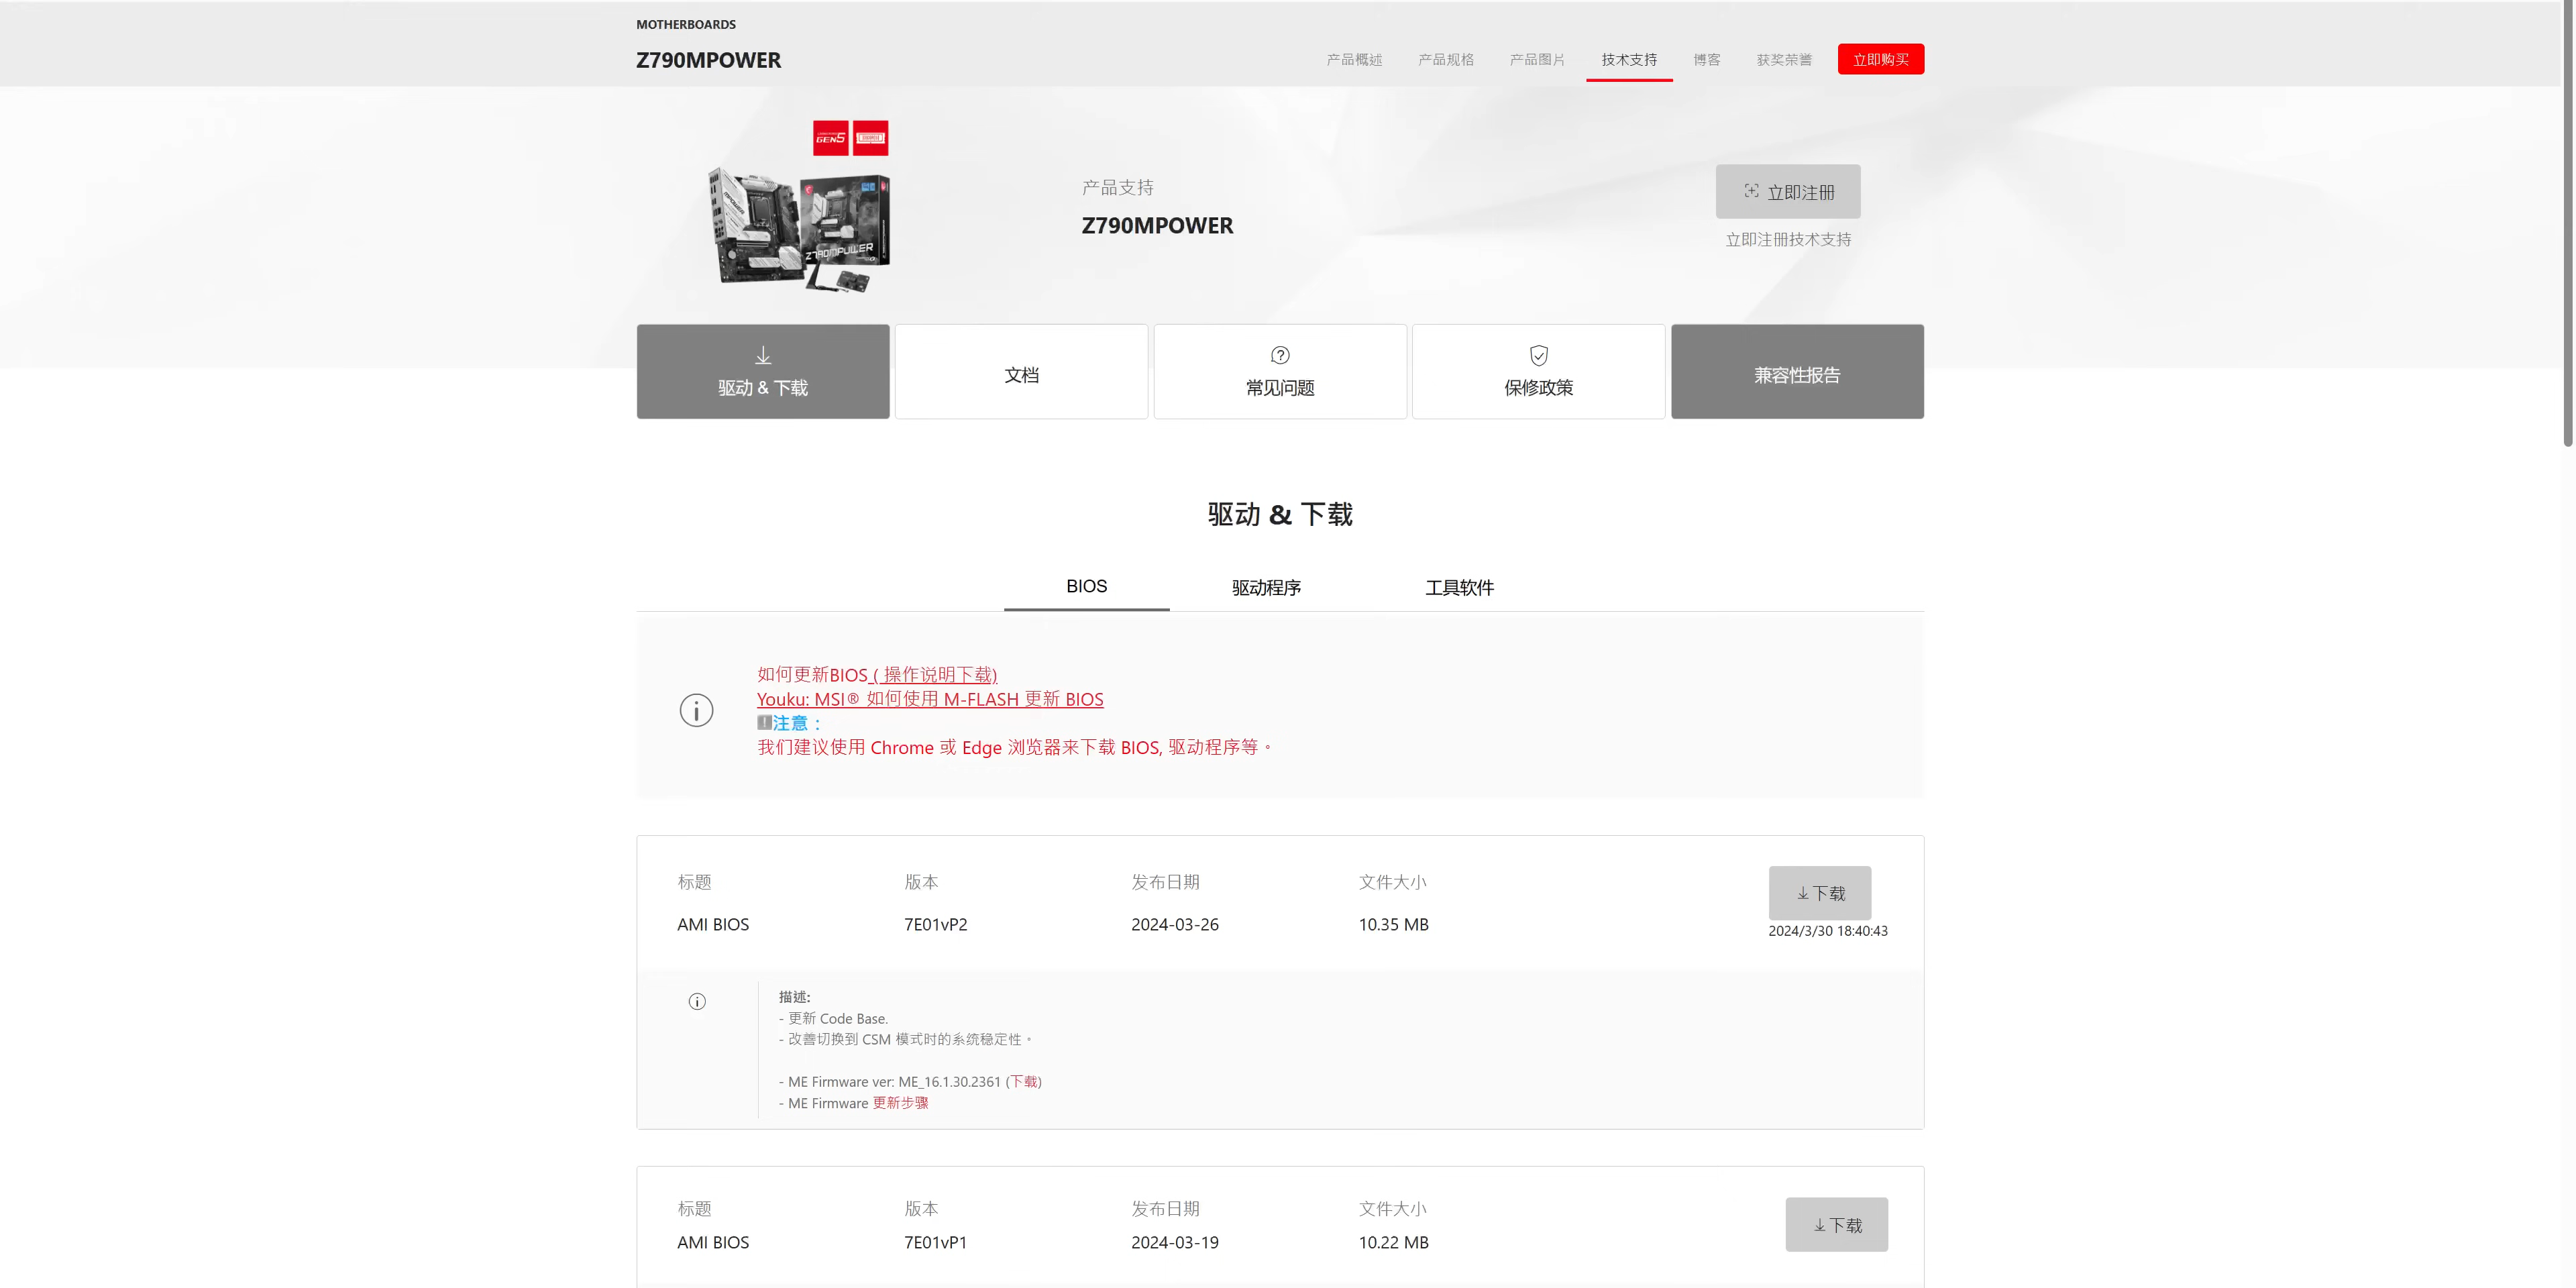 MOTHERBOARDS
Z790MPOWER
产品概述 产品规格 产品图片 技术支持 博客 获奖荣誉 立即购买
GEN5
Z790MPOWER
产品支持
Z790MPOWER
立即注册
立即注册技术支持
驱动 & 下载
文档
常见问题
保修政策
兼容性报告
驱动 & 下载
BIOS 驱动程序 工具软件
如何更新BIOS ( 操作说明下载)
Youku: MSI® 如何使用 M-FLASH 更新 BIOS
注意：
我们建议使用 Chrome 或 Edge 浏览器来下载 BIOS, 驱动程序等。
标题 版本 发布日期 文件大小 下载
AMI BIOS 7E01vP2 2024-03-26 10.35 MB
2024/3/30 18:40:43
描述:
- 更新 Code Base.
- 改善切换到 CSM 模式时的系统稳定性。
- ME Firmware ver: ME_16.1.30.2361 (下载)
- ME Firmware 更新步骤
标题 版本 发布日期 文件大小 下载
AMI BIOS 7E01vP1 2024-03-19 10.22 MB